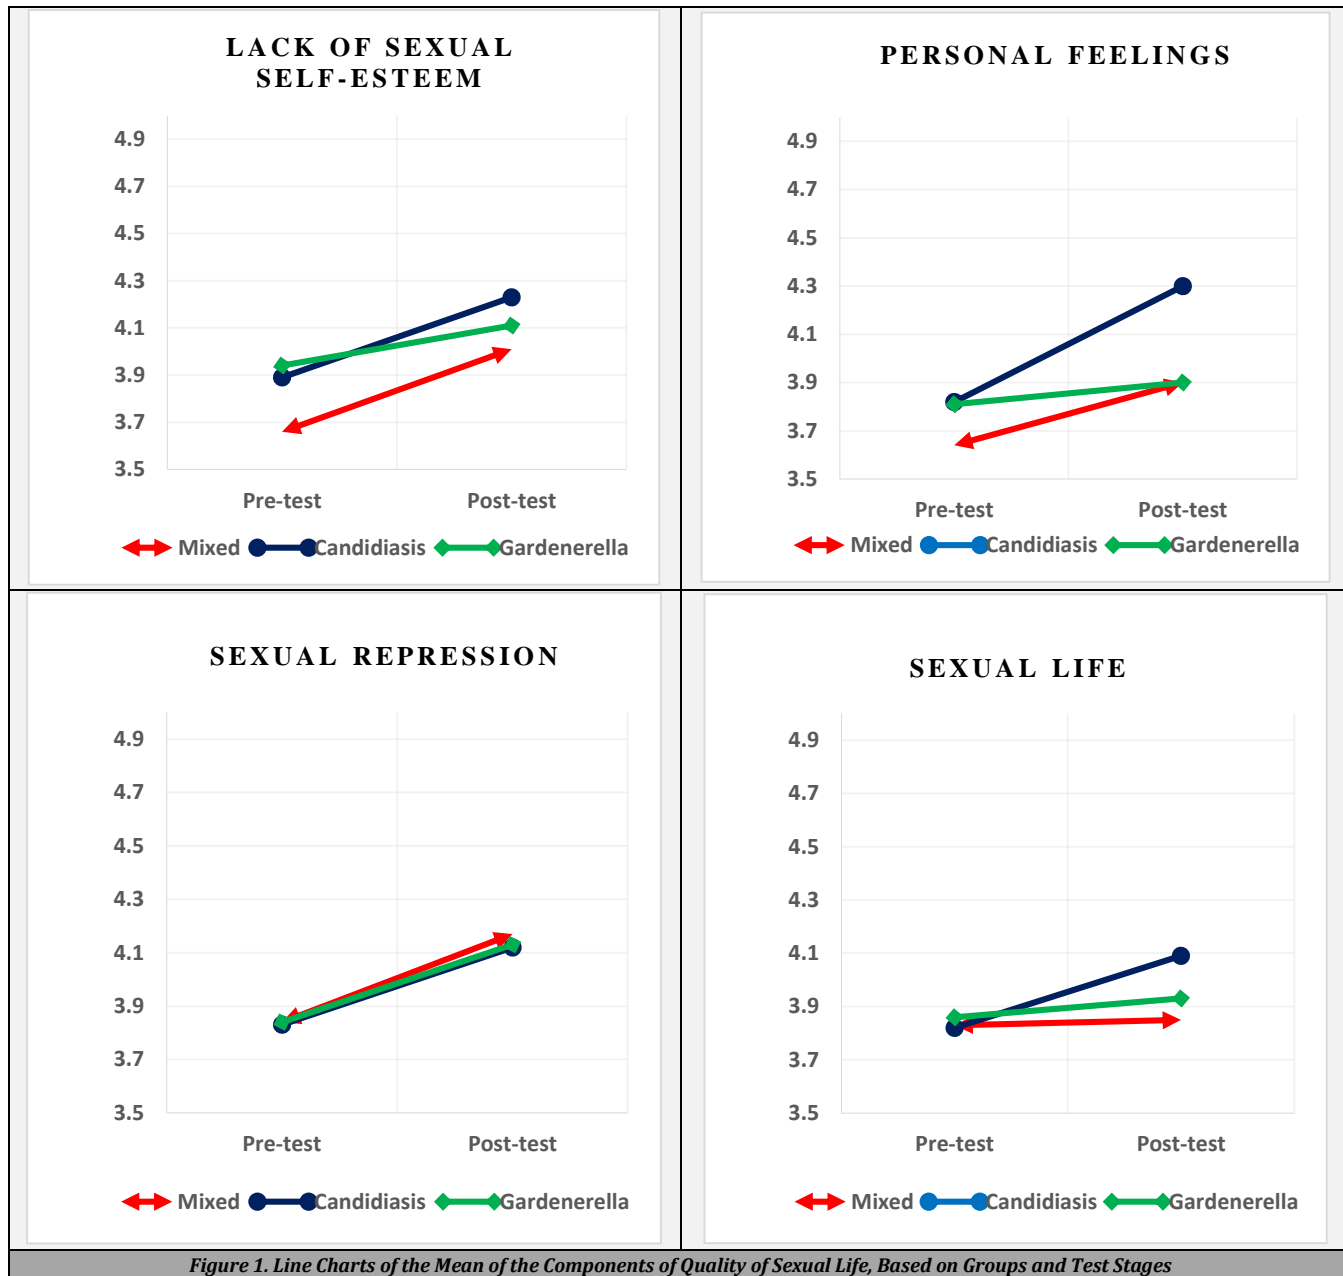 LACK OF SEXUAL
SELF-ESTEEM
4.9
4.7
4.5
4.3
4.1
3.9
3.7
3.5
Pre-test Post-test
Mixed Candidiasis Gardenerella
PERSONAL FEELINGS
4.9
4.7
4.5
4.3
4.1
3.9
3.7
3.5
Pre-test Post-test
Mixed Candidiasis Gardenerella
SEXUAL REPRESSION
4.9
4.7
4.5
4.3
4.1
3.9
3.7
3.5
Pre-test Post-test
Mixed Candidiasis Gardenerella
SEXUAL LIFE
4.9
4.7
4.5
4.3
4.1
3.9
3.7
3.5
Pre-test Post-test
Mixed Candidiasis Gardenerella
Figure 1. Line Charts of the Mean of the Components of Quality of Sexual Life, Based on Groups and Test Stages